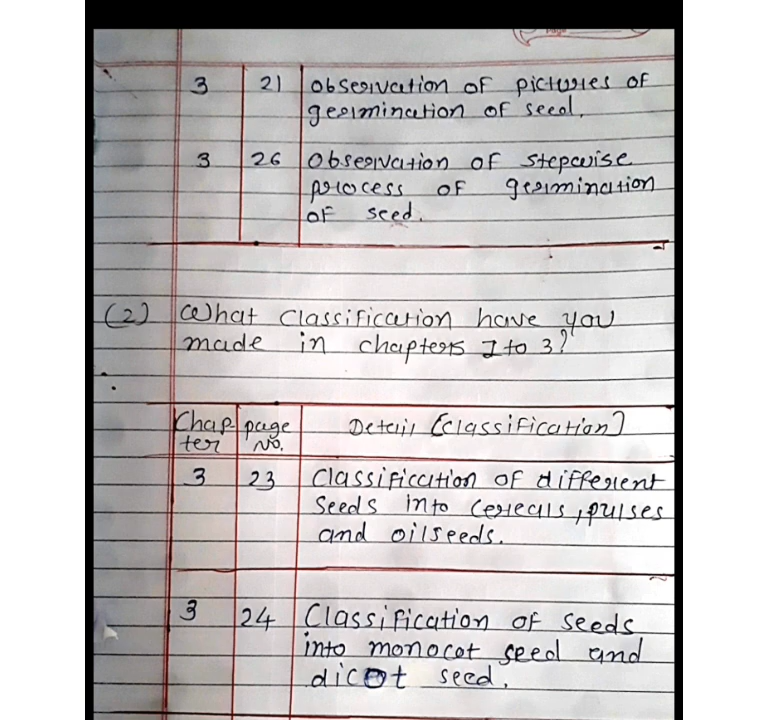 Page
3 21 observation of pictures of
germination of seed.
3 26 Observation of stepwise
process of germination
of seed.
(2) What classification have you
made in chapters 1 to 3?
Chap- page Detail [classification]
ter No.
3 23 Classification of different
seeds into cereals, pulses
and oilseeds.
3 24 Classification of seeds
into monocot seed and
dicot seed.